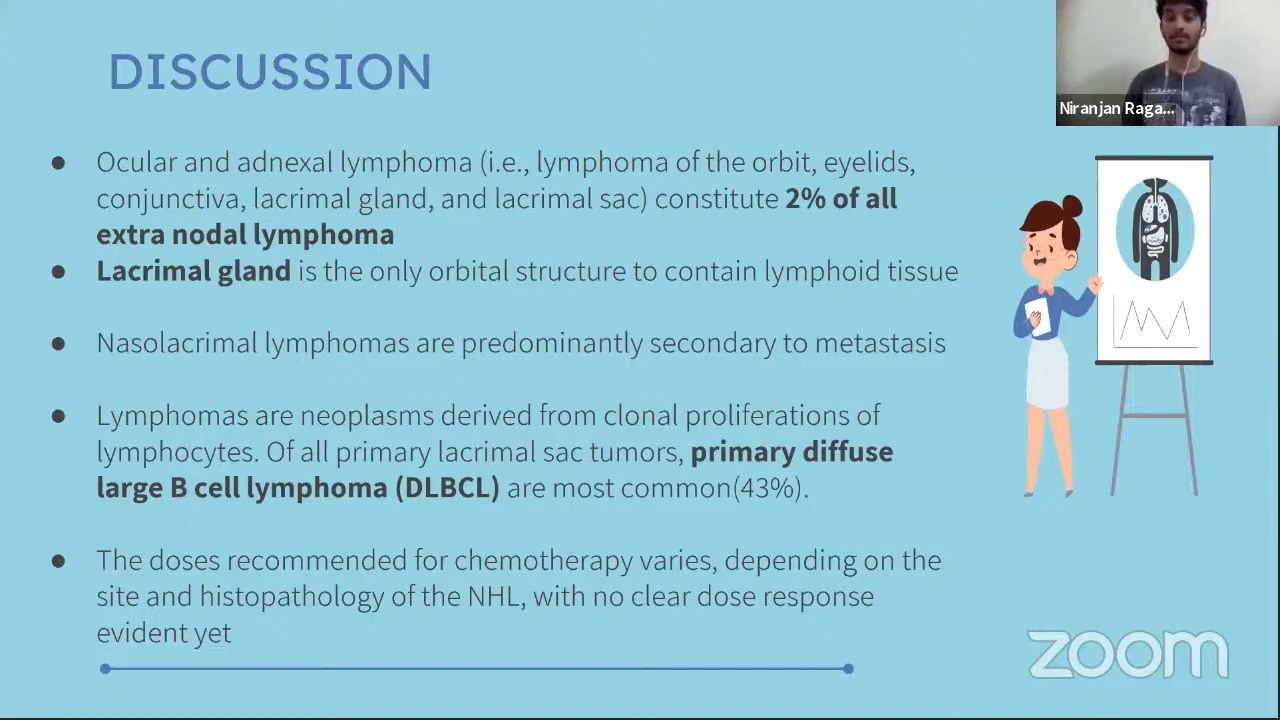 DISCUSSION
Niranjan Raga...
● Ocular and adnexal lymphoma (i.e., lymphoma of the orbit, eyelids,
conjunctiva, lacrimal gland, and lacrimal sac) constitute 2% of all
extra nodal lymphoma
● Lacrimal gland is the only orbital structure to contain lymphoid tissue
● Nasolacrimal lymphomas are predominantly secondary to metastasis
● Lymphomas are neoplasms derived from clonal proliferations of
lymphocytes. Of all primary lacrimal sac tumors, primary diffuse
large B cell lymphoma (DLBCL) are most common(43%).
● The doses recommended for chemotherapy varies, depending on the
site and histopathology of the NHL, with no clear dose response
evident yet
zoom